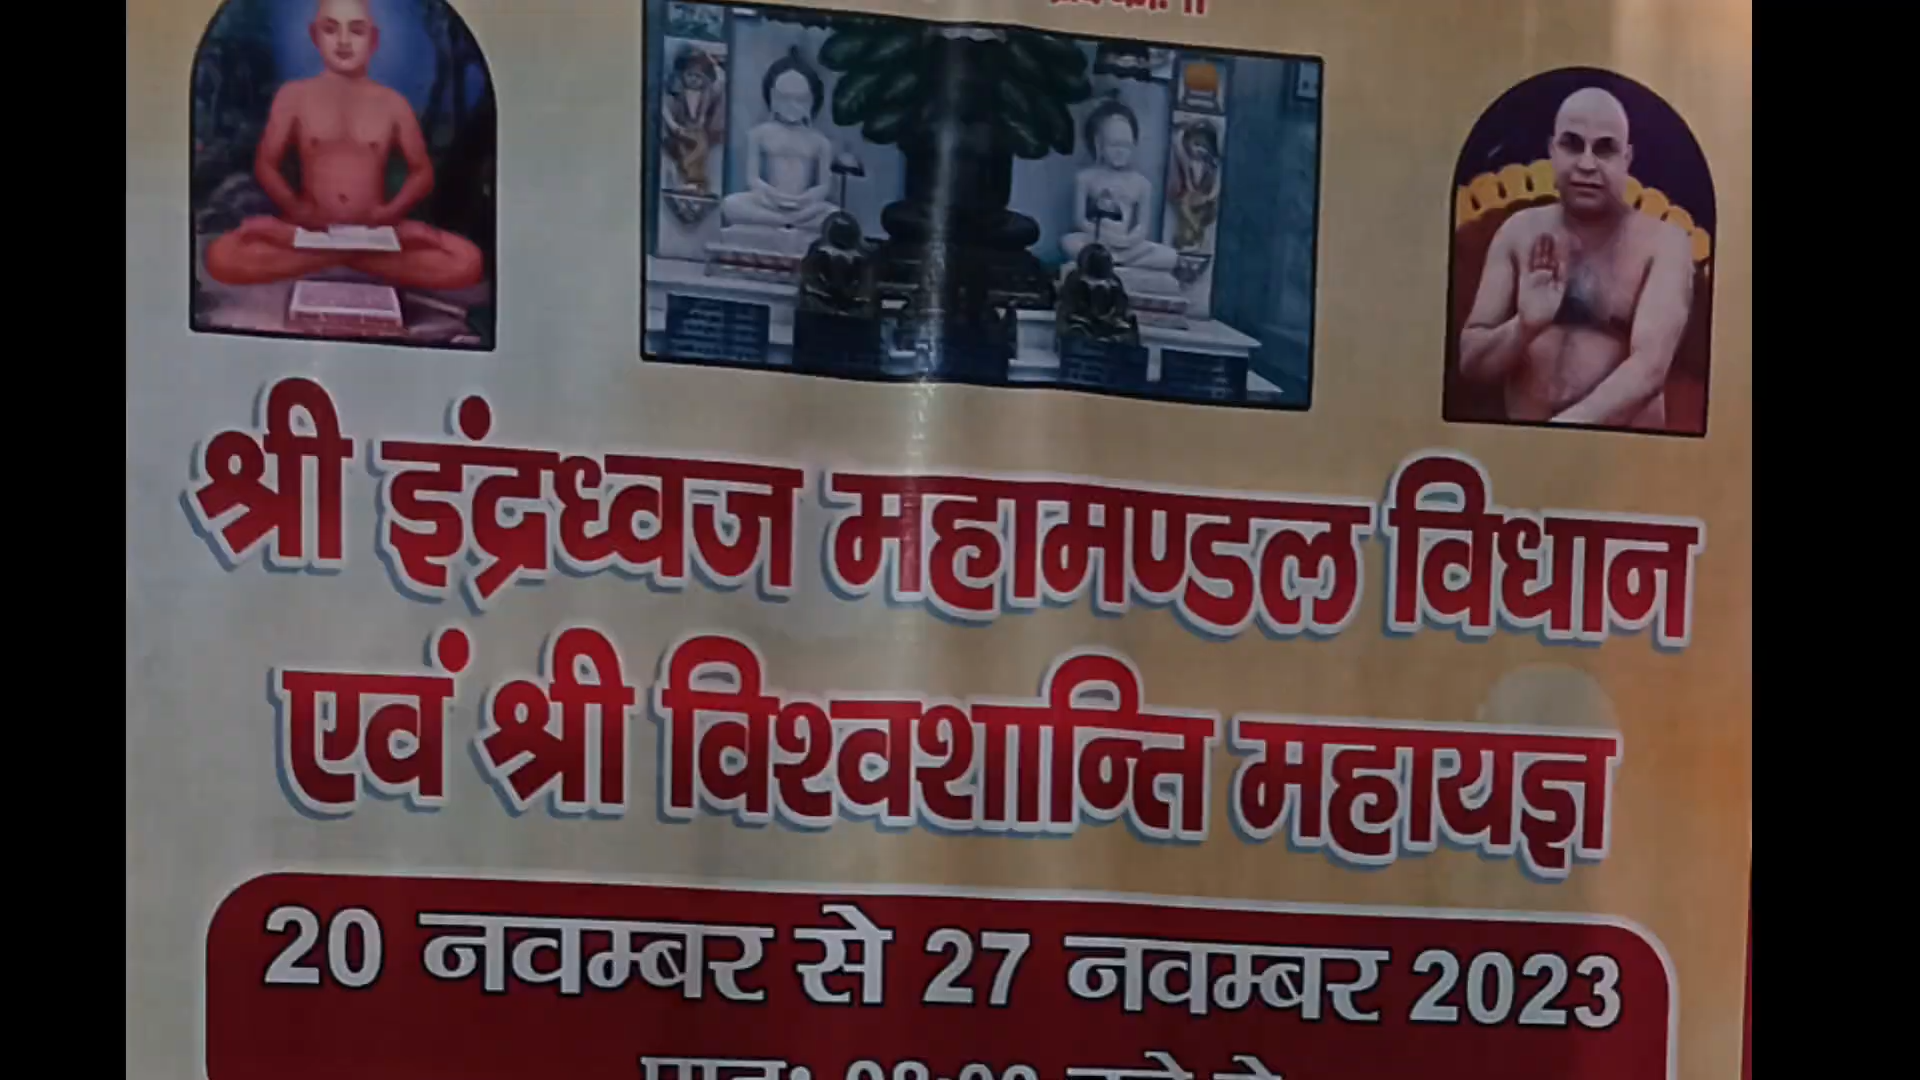 श्री इंद्रध्वज महामण्डल विधान
एवं श्री विश्वशान्ति महायज्ञ
20 नवम्बर से 27 नवम्बर 2023